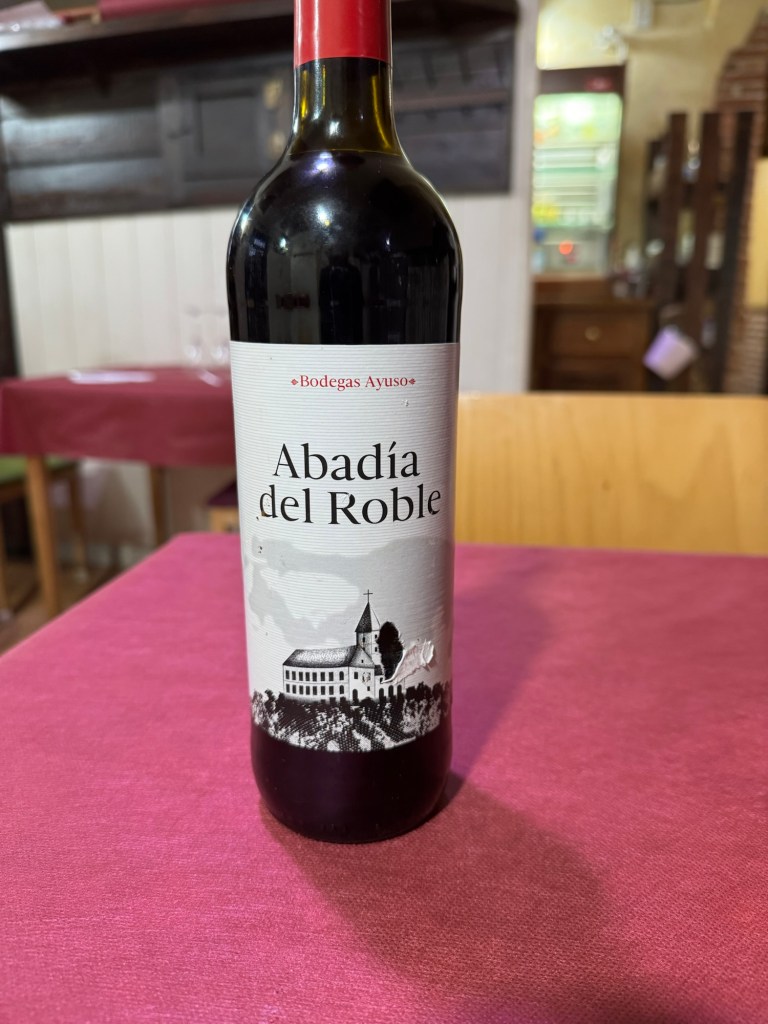 Bodegas Ayuso
Abadía
del Roble